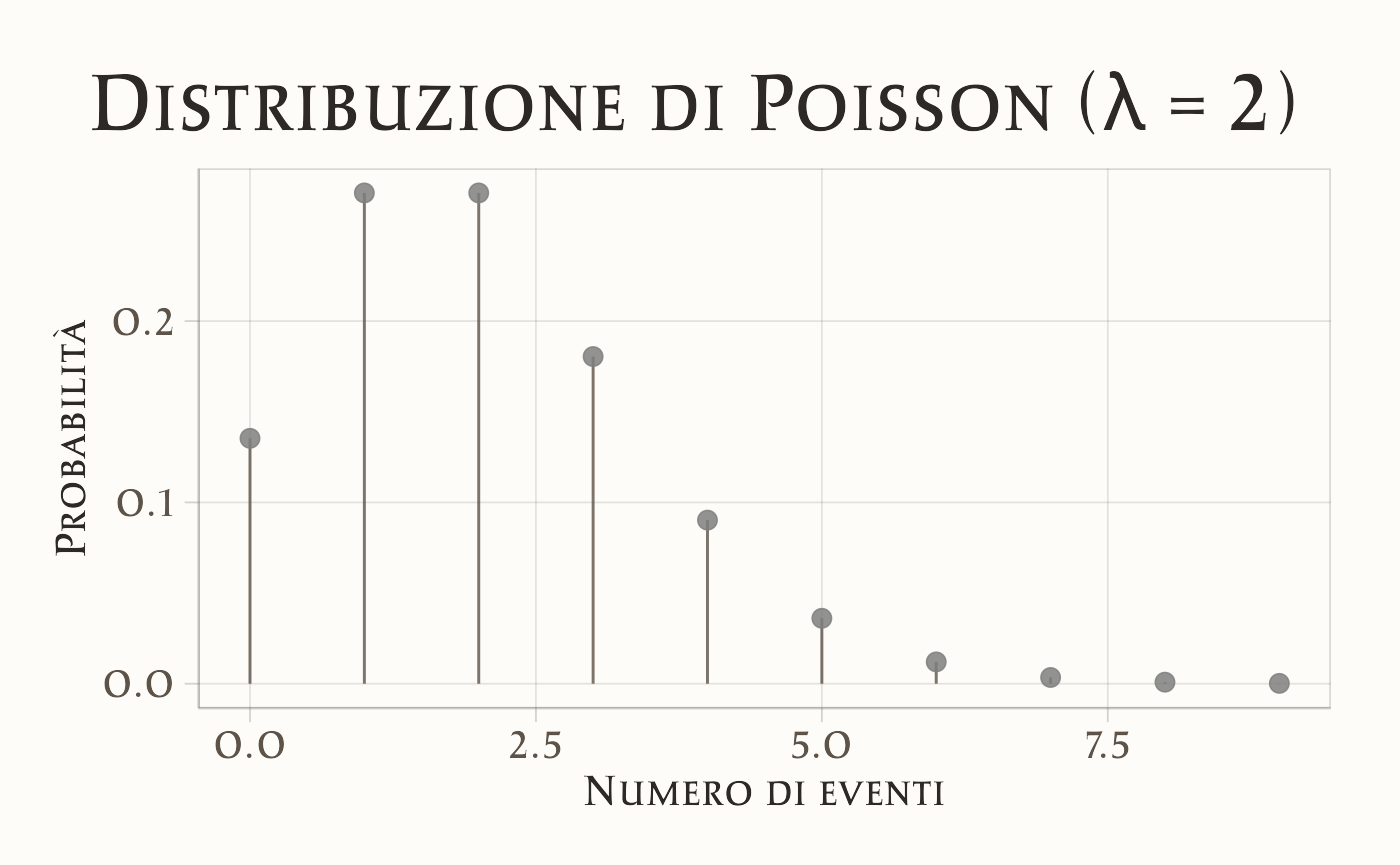 Distribuzione di Poisson (λ = 2)
Probabilità
0.2
0.1
0.0
0.0 2.5 5.0 7.5
Numero di eventi